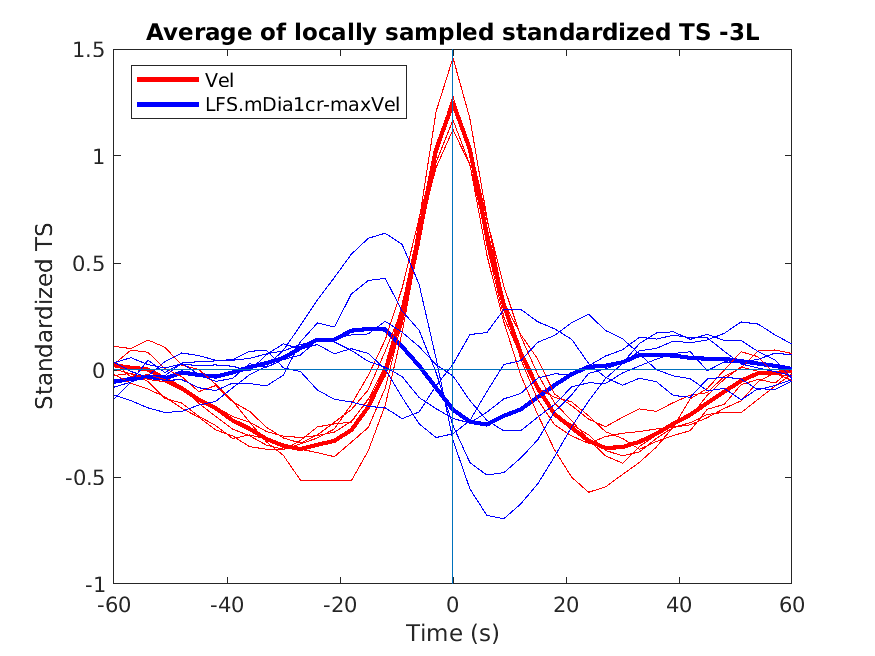 Average of locally sampled standardized TS -3L
Vel
LFS.mDia1cr-maxVel
Standardized TS
1.5
1
0.5
0
-0.5
-1
-60
-40
-20
0
20
40
60
Time (s)